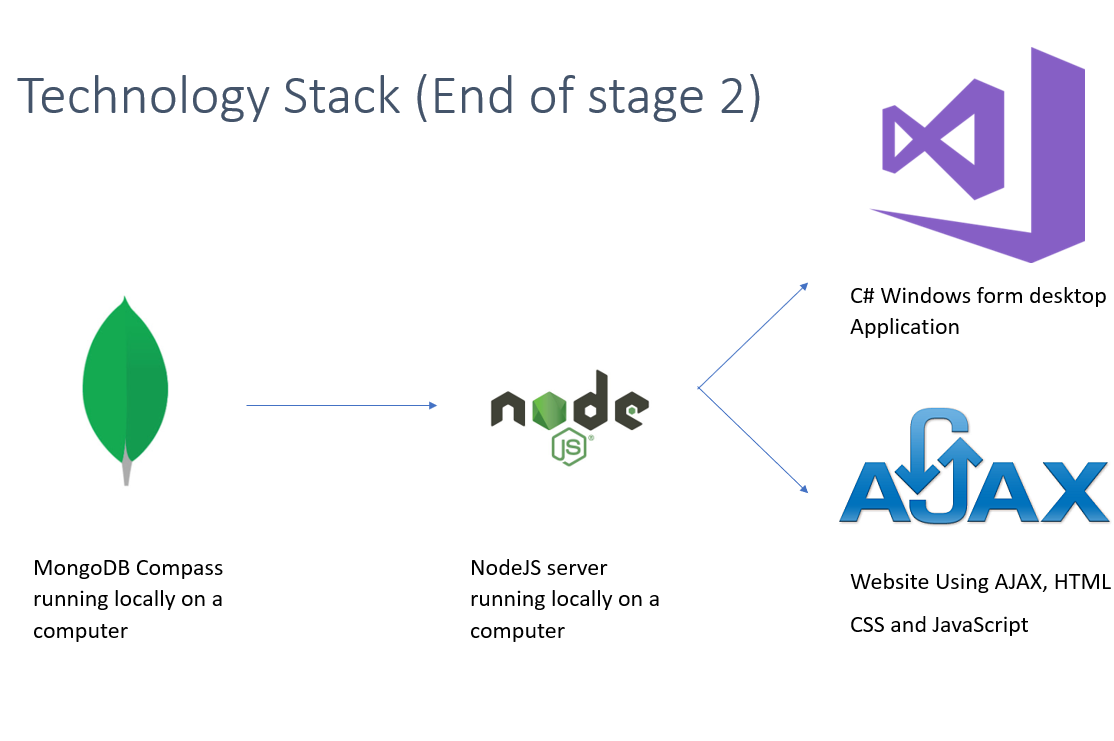 Technology Stack (End of stage 2)
C# Windows form desktop
Application
node
JS
AJAX
MongoDB Compass
running locally on a
computer
NodeJS server
running locally on a
computer
Website Using AJAX, HTML
CSS and JavaScript